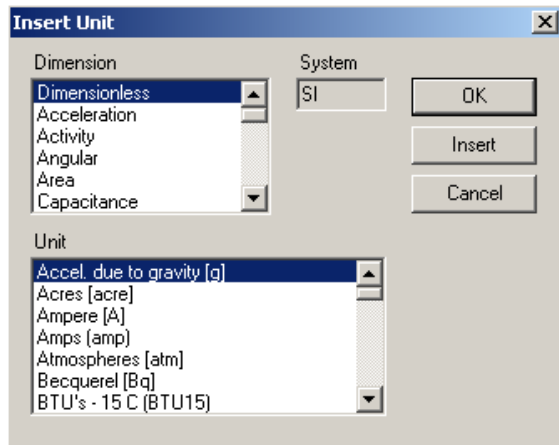 Insert Unit
Dimension
System
Dimensionless
Acceleration
Activity
Angular
Area
Capacitance
SI
OK
Insert
Cancel
Unit
Accel. due to gravity [g]
Acres [acre]
Ampere [A]
Amps (amp)
Atmospheres [atm]
Becquerel [Bq]
BTU's - 15 C (BTU15)